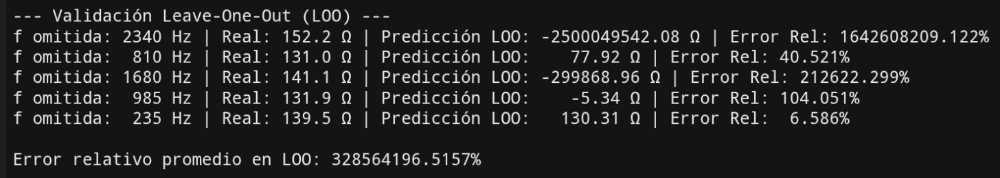 --- Validación Leave-One-Out (LOO) ---
f omitida: 2340 Hz | Real: 152.2 Ω | Predicción LOO: -2500049542.08 Ω | Error Rel: 1642608209.122%
f omitida:  810 Hz | Real: 131.0 Ω | Predicción LOO:    77.92 Ω | Error Rel: 40.521%
f omitida: 1680 Hz | Real: 141.1 Ω | Predicción LOO: -299868.96 Ω | Error Rel: 212622.299%
f omitida:  985 Hz | Real: 131.9 Ω | Predicción LOO:    -5.34 Ω | Error Rel: 104.051%
f omitida:  235 Hz | Real: 139.5 Ω | Predicción LOO:   130.31 Ω | Error Rel:  6.586%
Error relativo promedio en LOO: 328564196.5157%